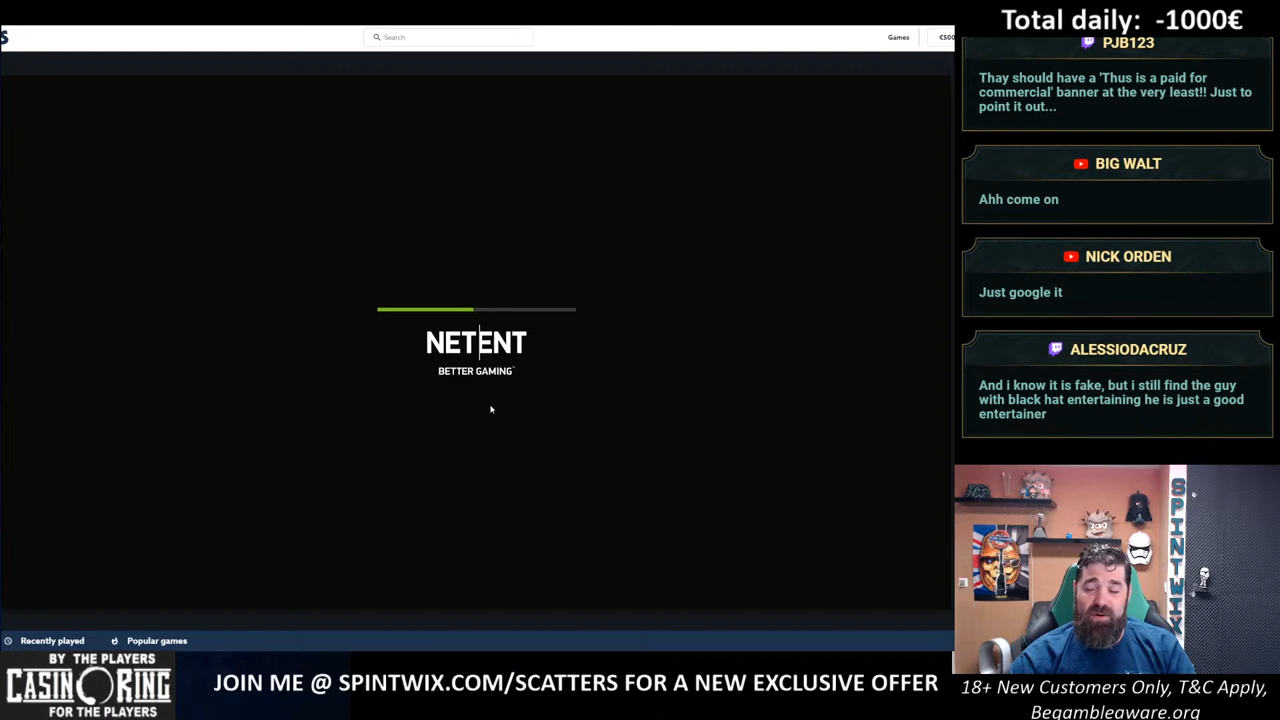 Total daily: -1000€
Search
Games
€500
PJB123
Thay should have a 'Thus is a paid for
commercial' banner at the very least!! Just to
point it out...
BIG WALT
Ahh come on
NICK ORDEN
Just google it
NETENT
BETTER GAMING
ALESSIODACRUZ
And i know it is fake, but i still find the guy
with black hat entertaining he is just a good
entertainer
SPINTWIX
Recently played
Popular games
BY THE PLAYERS
CASINO RING
FOR THE PLAYERS
JOIN ME @ SPINTWIX.COM/SCATTERS FOR A NEW EXCLUSIVE OFFER
18+ New Customers Only, T&C Apply,
Begambleaware.org